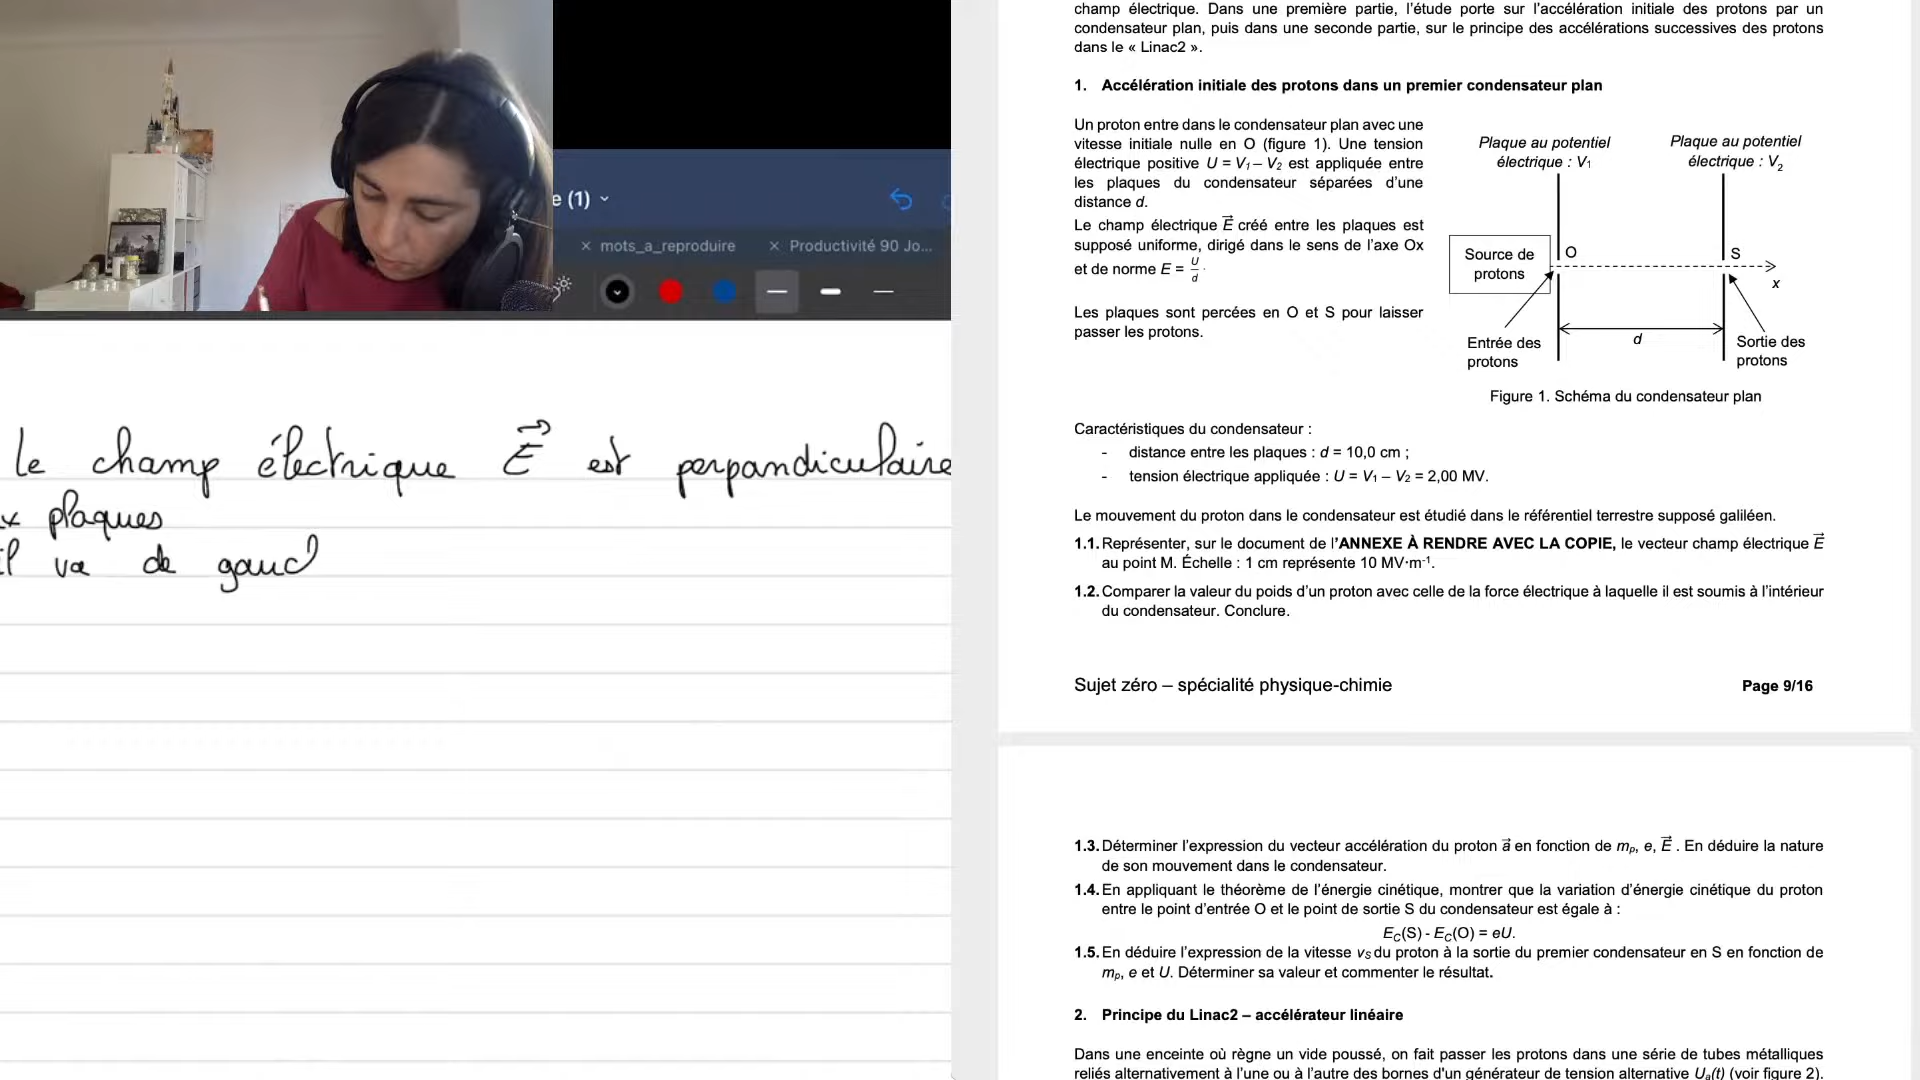 e (1)
mots_a_reproduire
Productivité 90 Jo...
le champ électrique E⃗ est perpandiculaire
x plaques
il va de gauc
champ électrique. Dans une première partie, l'étude porte sur l'accélération initiale des protons par un
condensateur plan, puis dans une seconde partie, sur le principe des accélérations successives des protons
dans le « Linac2 ».
1. Accélération initiale des protons dans un premier condensateur plan
Un proton entre dans le condensateur plan avec une
vitesse initiale nulle en O (figure 1). Une tension
électrique positive U = V₁ – V₂ est appliquée entre
les plaques du condensateur séparées d'une
distance d.
Le champ électrique E⃗ créé entre les plaques est
supposé uniforme, dirigé dans le sens de l'axe Ox
et de norme E = U/d.
Les plaques sont percées en O et S pour laisser
passer les protons.
Plaque au potentiel
électrique : V₁
Plaque au potentiel
électrique : V₂
Source de
protons
O
S
x
d
Entrée des
protons
Sortie des
protons
Figure 1. Schéma du condensateur plan
Caractéristiques du condensateur :
- distance entre les plaques : d = 10,0 cm ;
- tension électrique appliquée : U = V₁ – V₂ = 2,00 MV.
Le mouvement du proton dans le condensateur est étudié dans le référentiel terrestre supposé galiléen.
1.1. Représenter, sur le document de l'ANNEXE À RENDRE AVEC LA COPIE, le vecteur champ électrique E⃗
au point M. Échelle : 1 cm représente 10 MV·m⁻¹.
1.2. Comparer la valeur du poids d'un proton avec celle de la force électrique à laquelle il est soumis à l'intérieur
du condensateur. Conclure.
Sujet zéro – spécialité physique-chimie
Page 9/16
1.3. Déterminer l'expression du vecteur accélération du proton a⃗ en fonction de mₚ, e, E⃗ . En déduire la nature
de son mouvement dans le condensateur.
1.4. En appliquant le théorème de l'énergie cinétique, montrer que la variation d'énergie cinétique du proton
entre le point d'entrée O et le point de sortie S du condensateur est égale à :
E_C(S) - E_C(O) = eU.
1.5. En déduire l'expression de la vitesse v_S du proton à la sortie du premier condensateur en S en fonction de
mₚ, e et U. Déterminer sa valeur et commenter le résultat.
2. Principe du Linac2 – accélérateur linéaire
Dans une enceinte où règne un vide poussé, on fait passer les protons dans une série de tubes métalliques
reliés alternativement à l'une ou à l'autre des bornes d'un générateur de tension alternative Uₐ(t) (voir figure 2).